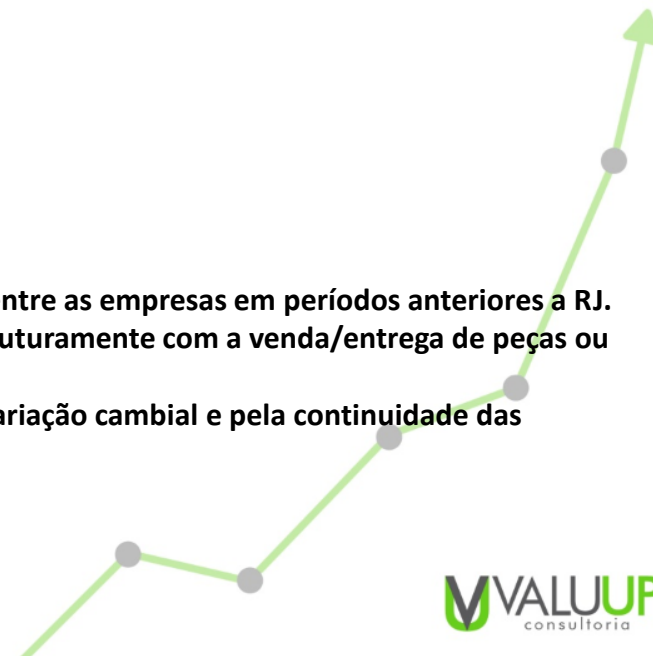 ntre as empresas em períodos anteriores a RJ.
uturamente com a venda/entrega de peças ou
ariação cambial e pela continuidade das
VALUUP
consultoria